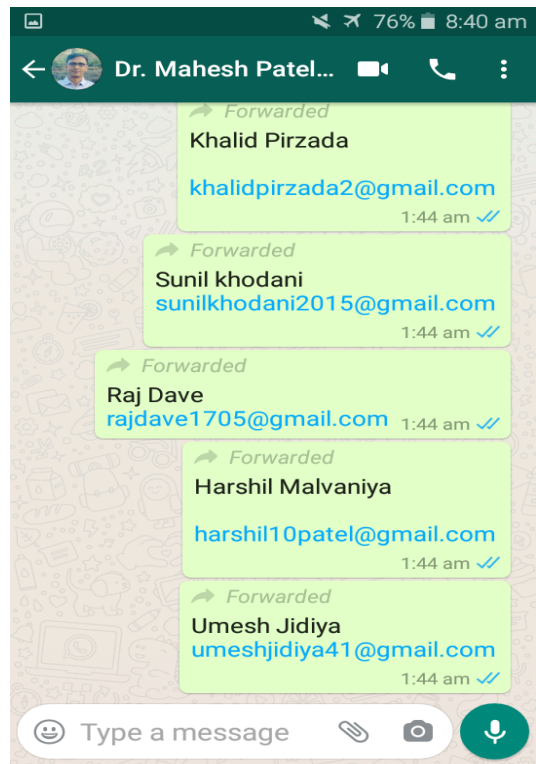 76% 8:40 am
Dr. Mahesh Patel...
Forwarded
Khalid Pirzada
khalidpirzada2@gmail.com
1:44 am
Forwarded
Sunil khodani
sunilkhodani2015@gmail.com
1:44 am
Forwarded
Raj Dave
rajdave1705@gmail.com 1:44 am
Forwarded
Harshil Malvaniya
harshil10patel@gmail.com
1:44 am
Forwarded
Umesh Jidiya
umeshjidiya41@gmail.com
1:44 am
Type a message